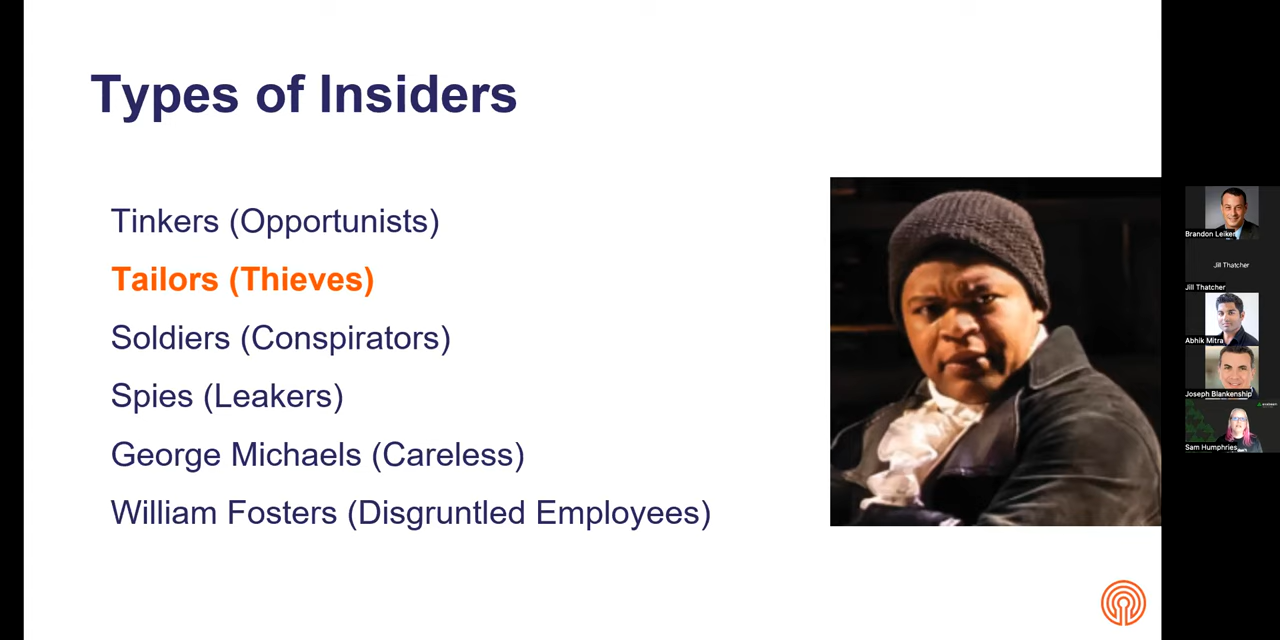 Types of Insiders
Tinkers (Opportunists)
Tailors (Thieves)
Soldiers (Conspirators)
Spies (Leakers)
George Michaels (Careless)
William Fosters (Disgruntled Employees)
Brandon Leiker
Jill Thatcher
Jill Thatcher
Abhik Mitra
Joseph Blankenship
Sam Humphries